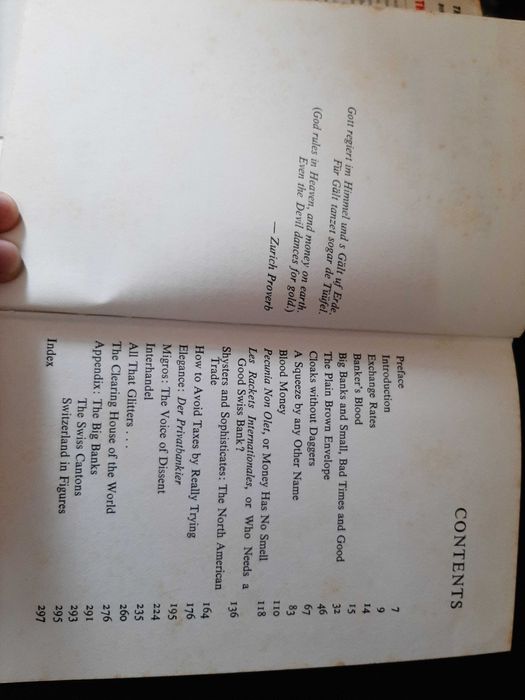 Gott regiert im Himmel und s Gält uf Erde,
Für Gält tanzet sogar de Tüüfel.
(God rules in Heaven, and money on earth,
Even the Devil dances for gold.)
— Zurich Proverb
CONTENTS
Preface 7
Introduction 9
Exchange Rates 14
Banker's Blood 15
Big Banks and Small, Bad Times and Good 32
The Plain Brown Envelope 46
Cloaks without Daggers 67
A Squeeze by any Other Name 83
Blood Money 110
Pecunia Non Olet, or Money Has No Smell 118
Les Rackets Internationales, or Who Needs a
Good Swiss Bank? 136
Shysters and Sophisticates: The North American
Trade 164
How to Avoid Taxes by Really Trying 176
Elegance: Der Privatbankier 195
Migros: The Voice of Dissent 224
Interhandel 235
All That Glitters . . . . 260
The Clearing House of the World 276
Appendix: The Big Banks 291
The Swiss Cantons 293
Switzerland in Figures 295
Index 297